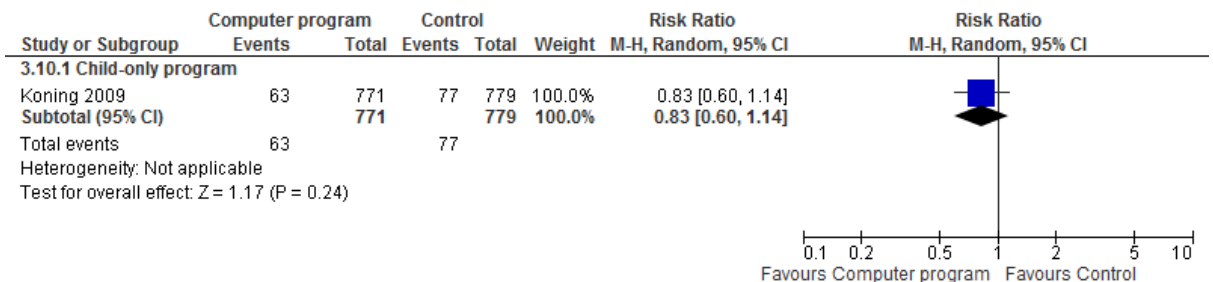 Computer program Control Risk Ratio Risk Ratio
Study or Subgroup Events Total Events Total Weight M-H, Random, 95% CI M-H, Random, 95% CI
3.10.1 Child-only program
Koning 2009 63 771 77 779 100.0% 0.83 [0.60, 1.14]
Subtotal (95% CI) 771 779 100.0% 0.83 [0.60, 1.14]
Total events 63 77
Heterogeneity: Not applicable
Test for overall effect: Z = 1.17 (P = 0.24)
0.1 0.2 0.5 1 2 5 10
Favours Computer program Favours Control